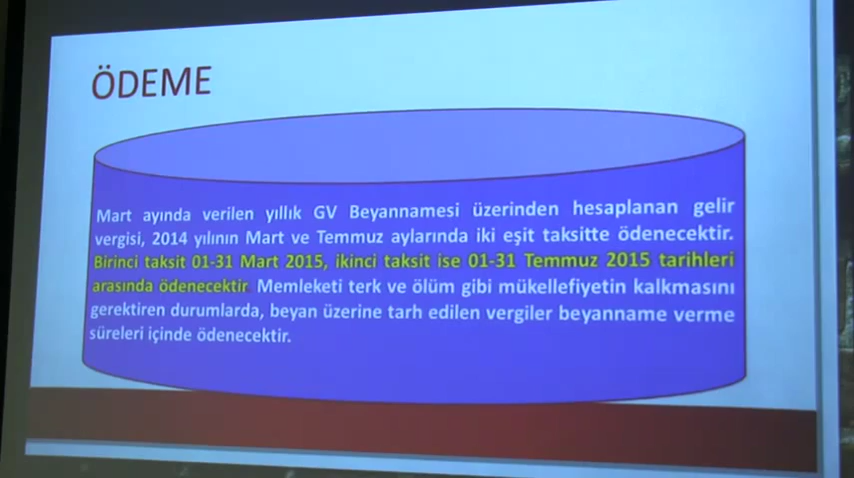 ÖDEME
Mart ayında verilen yıllık GV Beyannamesi üzerinden hesaplanan gelir
vergisi, 2014 yılının Mart ve Temmuz aylarında iki eşit taksitte ödenecektir.
Birinci taksit 01-31 Mart 2015, ikinci taksit ise 01-31 Temmuz 2015 tarihleri
arasında ödenecektir. Memleketi terk ve ölüm gibi mükellefiyetin kalkmasını
gerektiren durumlarda, beyan üzerine tarh edilen vergiler beyanname verme
süreleri içinde ödenecektir.